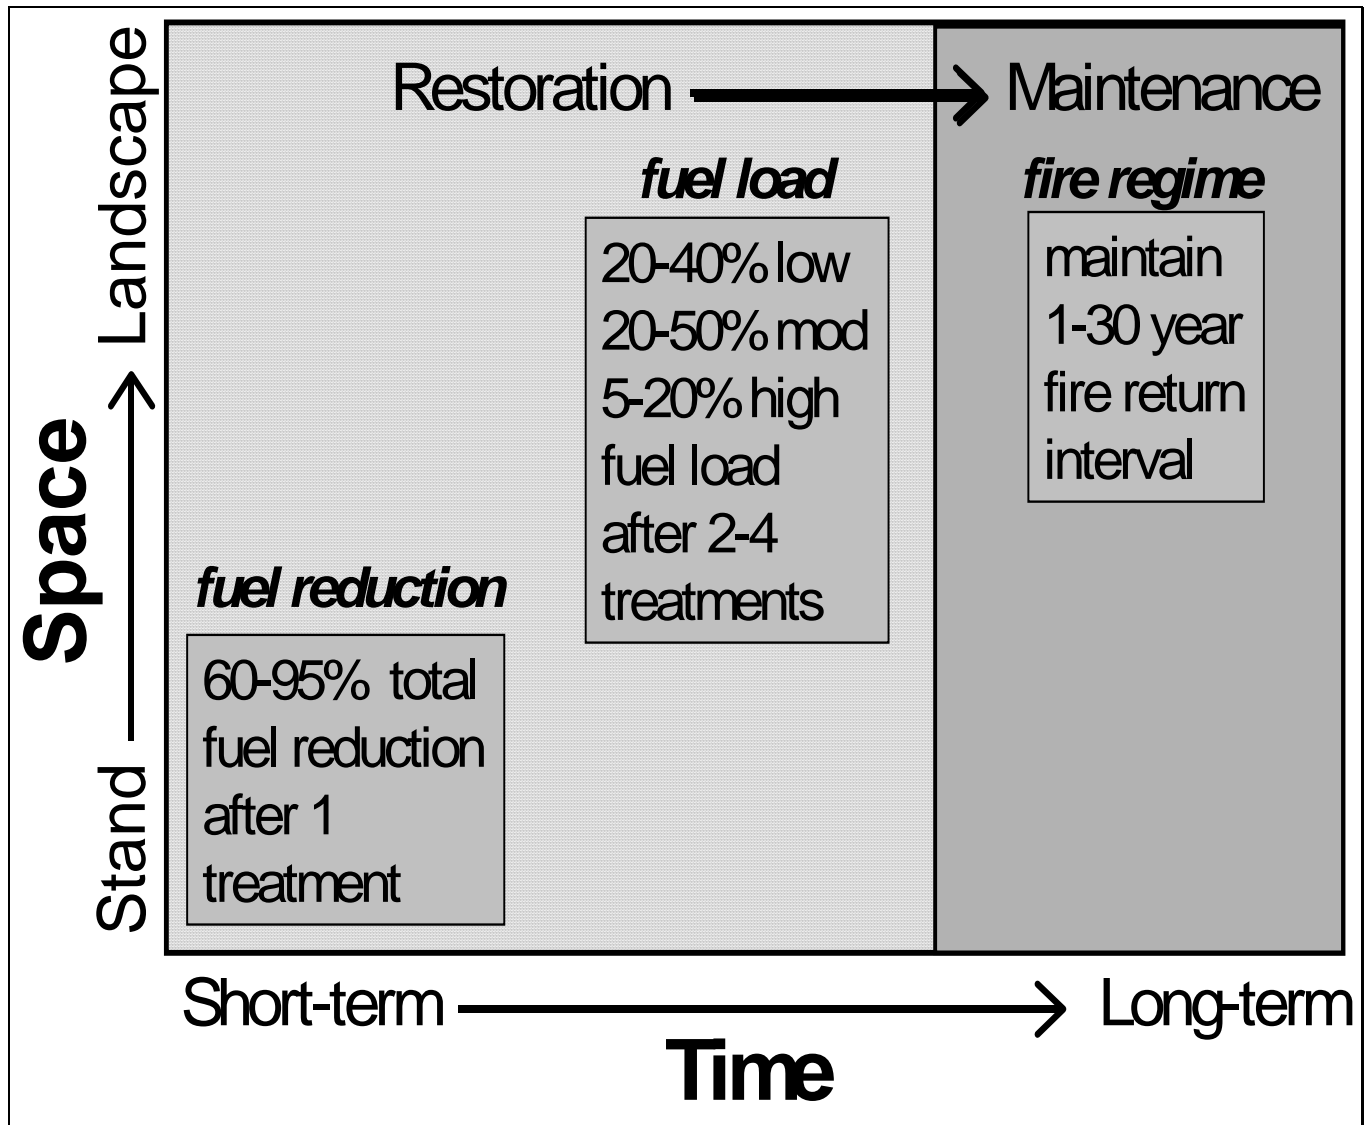 Restoration
Maintenance
fuel load
20-40% low
20-50% mod
5-20% high
fuel load
after 2-4
treatments
fire regime
maintain
1-30 year
fire return
interval
fuel reduction
60-95% total
fuel reduction
after 1
treatment
Landscape
Space
Stand
Short-term
Long-term
Time